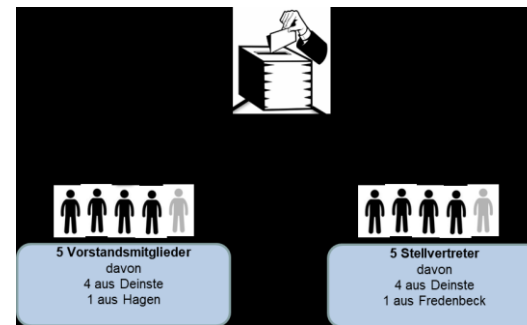 5 Vorstandsmitglieder
davon
4 aus Deinste
1 aus Hagen
5 Stellvertreter
davon
4 aus Deinste
1 aus Fredenbeck